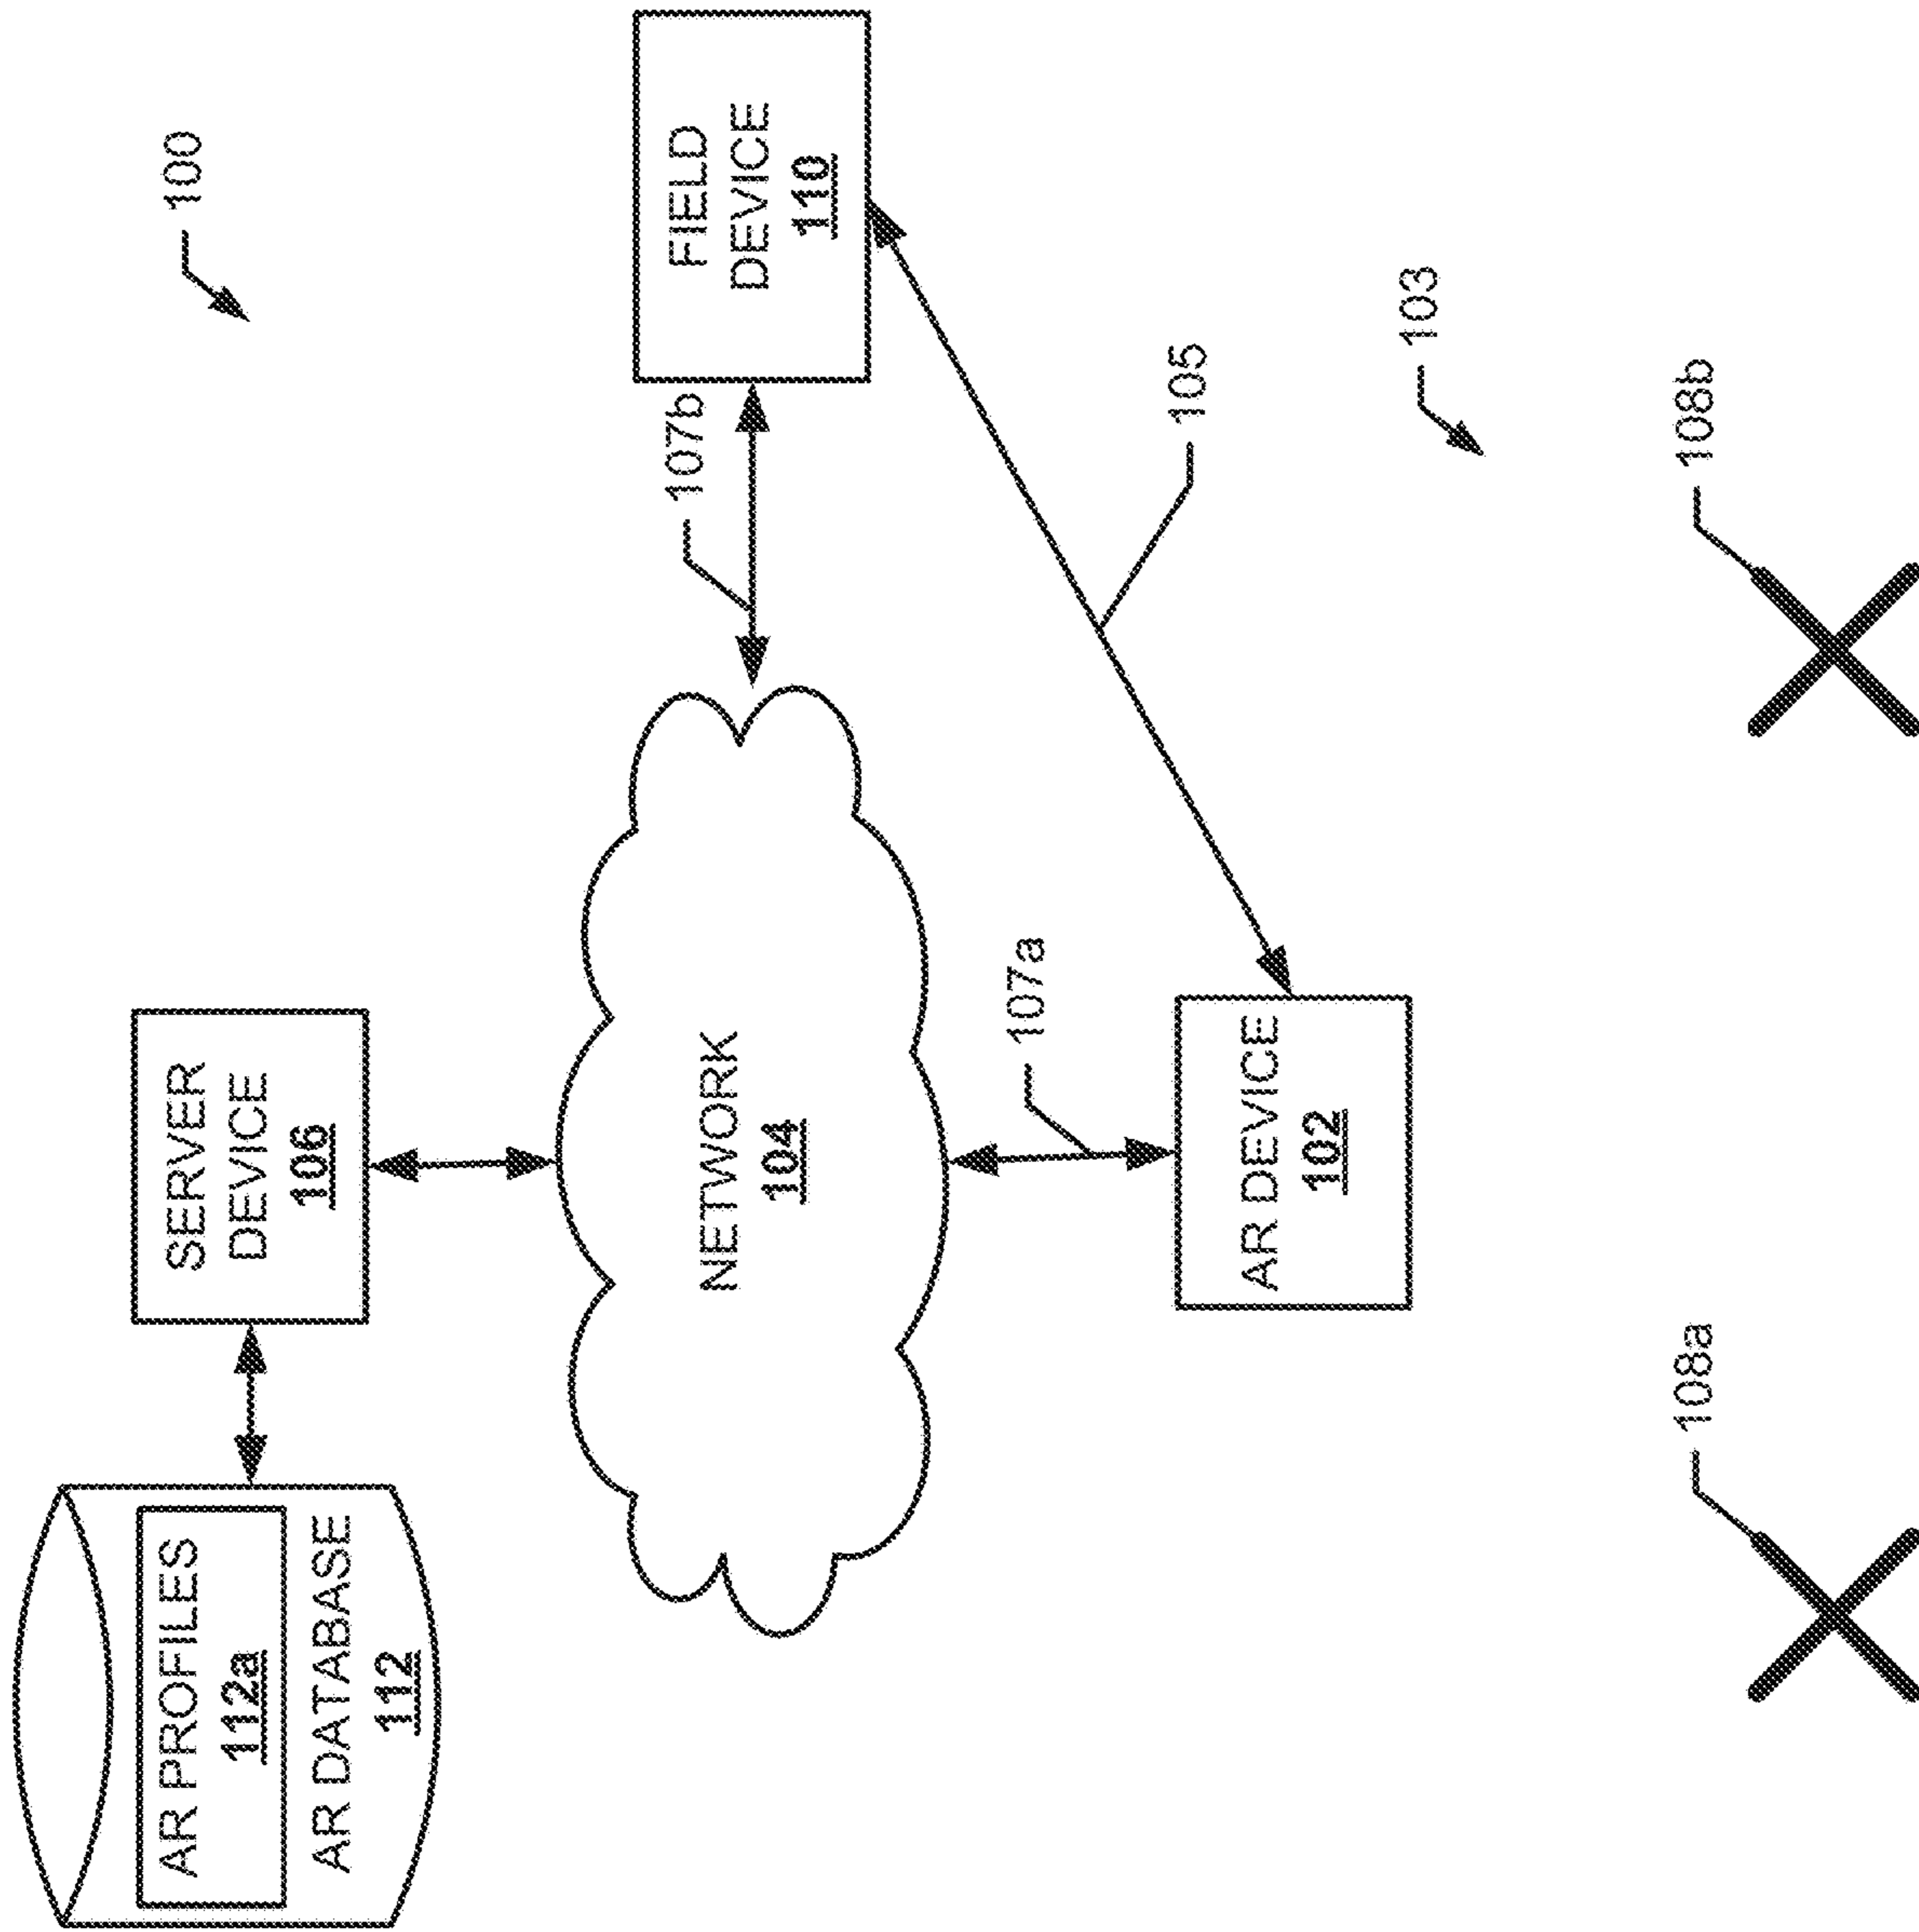 100
AR PROFILES
112a
AR DATABASE
112
SERVER
DEVICE
106
NETWORK
104
107b
FIELD
DEVICE
110
107a
105
AR DEVICE
102
103
108a
108b